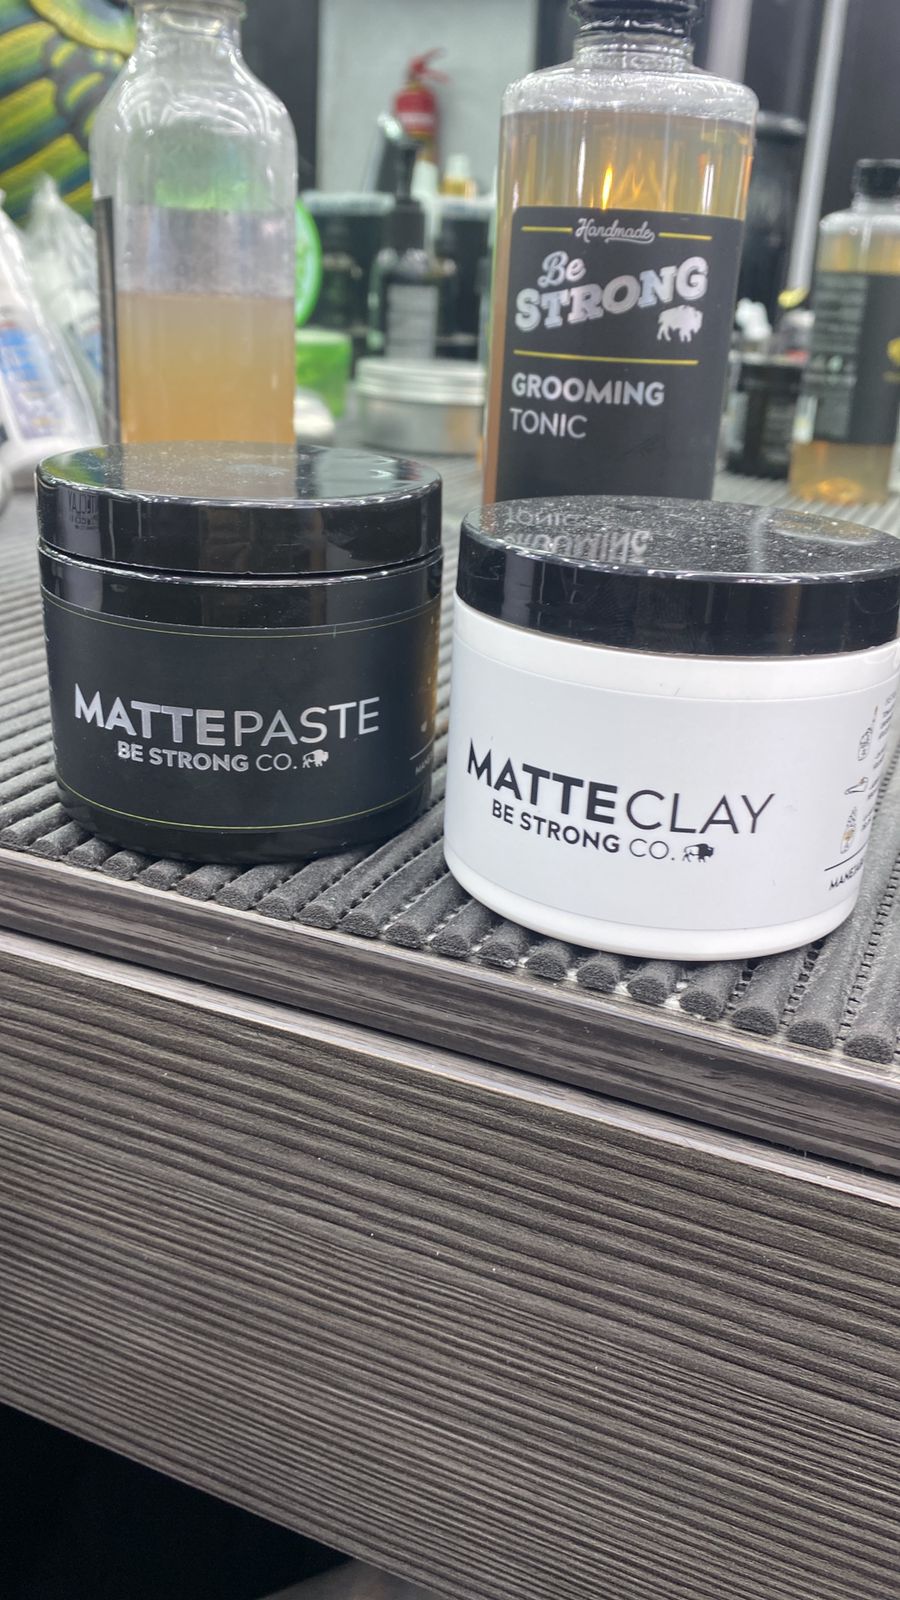 Handmade
Be
STRONG
GROOMING
TONIC
MATTEPASTE
BE STRONG CO.
MATTECLAY
BE STRONG CO.